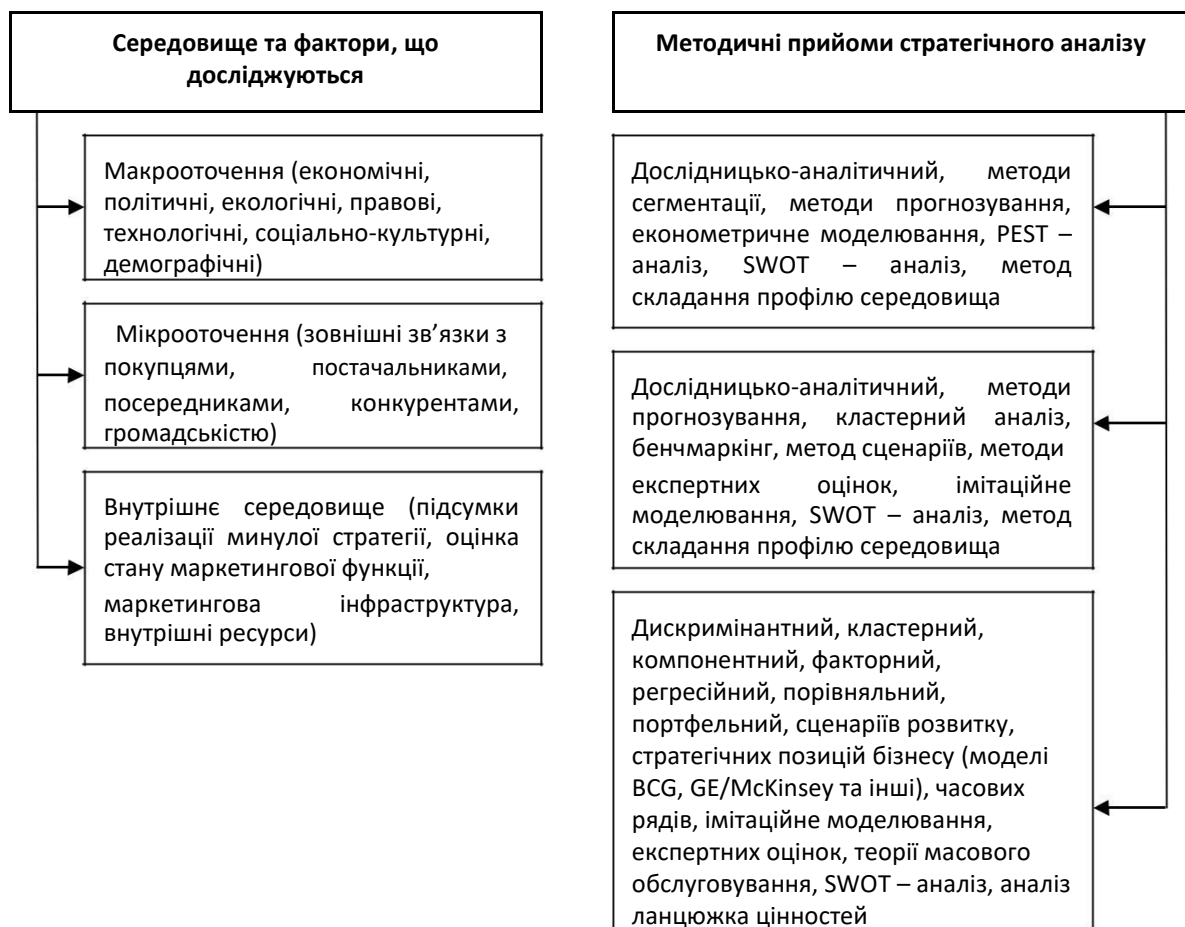 Середовище та фактори, що
досліджуються
Макрооточення (економічні,
політичні, екологічні, правові,
технологічні, соціально-культурні,
демографічні)
Мікрооточення (зовнішні зв’язки з
покупцями, постачальниками,
посередниками, конкурентами,
громадськістю)
Внутрішнє середовище (підсумки
реалізації минулої стратегії, оцінка
стану маркетингової функції,
маркетингова інфраструктура,
внутрішні ресурси)
Методичні прийоми стратегічного аналізу
Дослідницько-аналітичний, методи
сегментації, методи прогнозування,
економетричне моделювання, PEST –
аналіз, SWOT – аналіз, метод
складання профілю середовища
Дослідницько-аналітичний, методи
прогнозування, кластерний аналіз,
бенчмаркінг, метод сценаріїв, методи
експертних оцінок, імітаційне
моделювання, SWOT – аналіз, метод
складання профілю середовища
Дискримінантний, кластерний,
компонентний, факторний,
регресійний, порівняльний,
портфельний, сценаріїв розвитку,
стратегічних позицій бізнесу (моделі
BCG, GE/McKinsey та інші), часових
рядів, імітаційне моделювання,
експертних оцінок, теорії масового
обслуговування, SWOT – аналіз, аналіз
ланцюжка цінностей